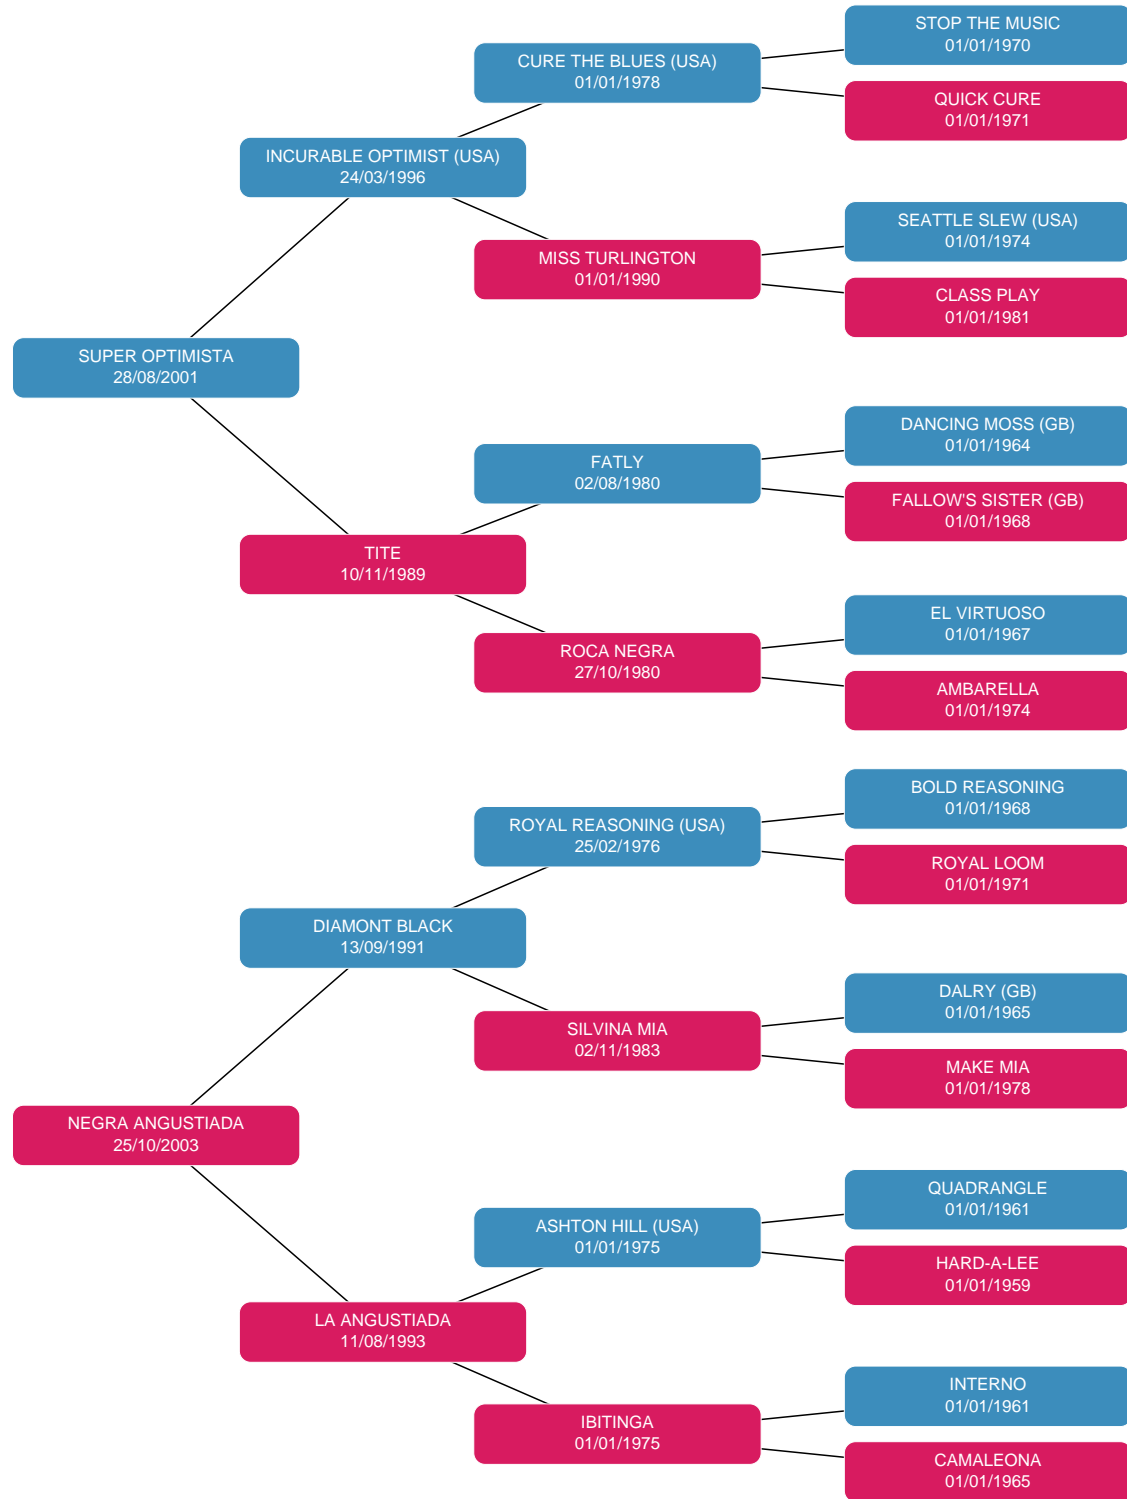 STOP THE MUSIC
01/01/1970
CURE THE BLUES (USA)
01/01/1978
QUICK CURE
01/01/1971
INCURABLE OPTIMIST (USA)
24/03/1996
SEATTLE SLEW (USA)
01/01/1974
MISS TURLINGTON
01/01/1990
CLASS PLAY
01/01/1981
SUPER OPTIMISTA
28/08/2001
DANCING MOSS (GB)
01/01/1964
FATLY
02/08/1980
FALLOW'S SISTER (GB)
01/01/1968
TITE
10/11/1989
EL VIRTUOSO
01/01/1967
ROCA NEGRA
27/10/1980
AMBARELLA
01/01/1974
BOLD REASONING
01/01/1968
ROYAL REASONING (USA)
25/02/1976
ROYAL LOOM
01/01/1971
DIAMONT BLACK
13/09/1991
DALRY (GB)
01/01/1965
SILVINA MIA
02/11/1983
MAKE MIA
01/01/1978
NEGRA ANGUSTIADA
25/10/2003
QUADRANGLE
01/01/1961
ASHTON HILL (USA)
01/01/1975
HARD-A-LEE
01/01/1959
LA ANGUSTIADA
11/08/1993
INTERNO
01/01/1961
IBITINGA
01/01/1975
CAMALEONA
01/01/1965